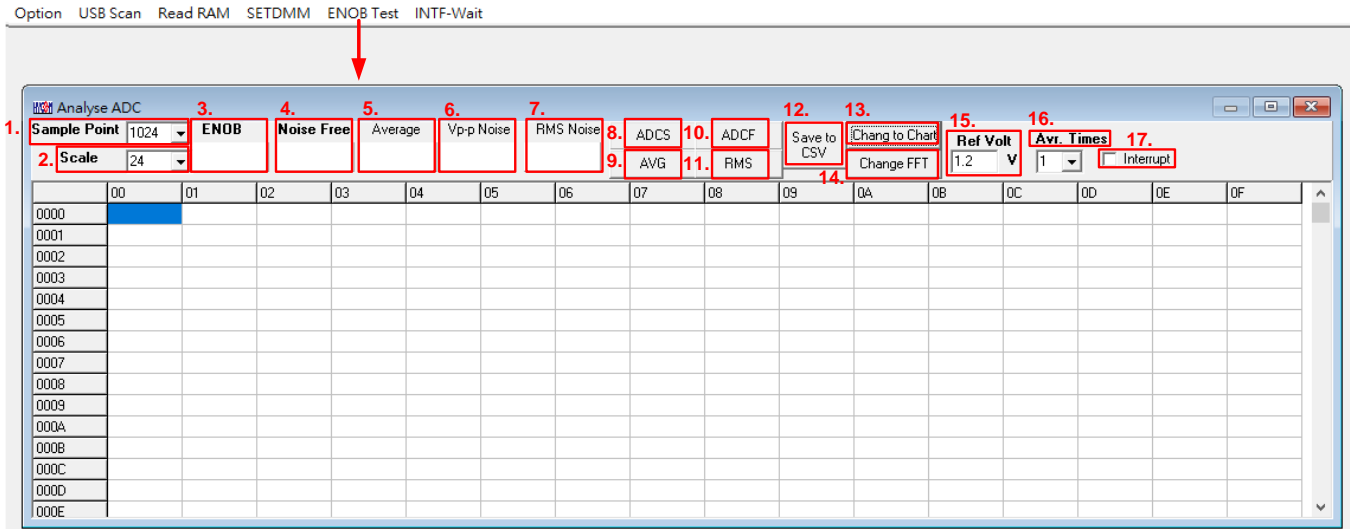 Option USB Scan Read RAM SETDMM ENOB Test INTF-Wait
Analyse ADC
3. 4. 5. 6. 7. 12. 13. 15. 16. 17.
1. Sample Point 1024 ENOB Noise Free Average Vp-p Noise RMS Noise 8. ADCS 10. ADCF Save to CSV Chang to Chart Ref Volt Avr. Times
2. Scale 24 9. AVG 11. RMS 14. Change FFT 1.2 V 1 Interrupt
00 01 02 03 04 05 06 07 08 09 0A 0B 0C 0D 0E 0F
0000
0001
0002
0003
0004
0005
0006
0007
0008
0009
000A
000B
000C
000D
000E